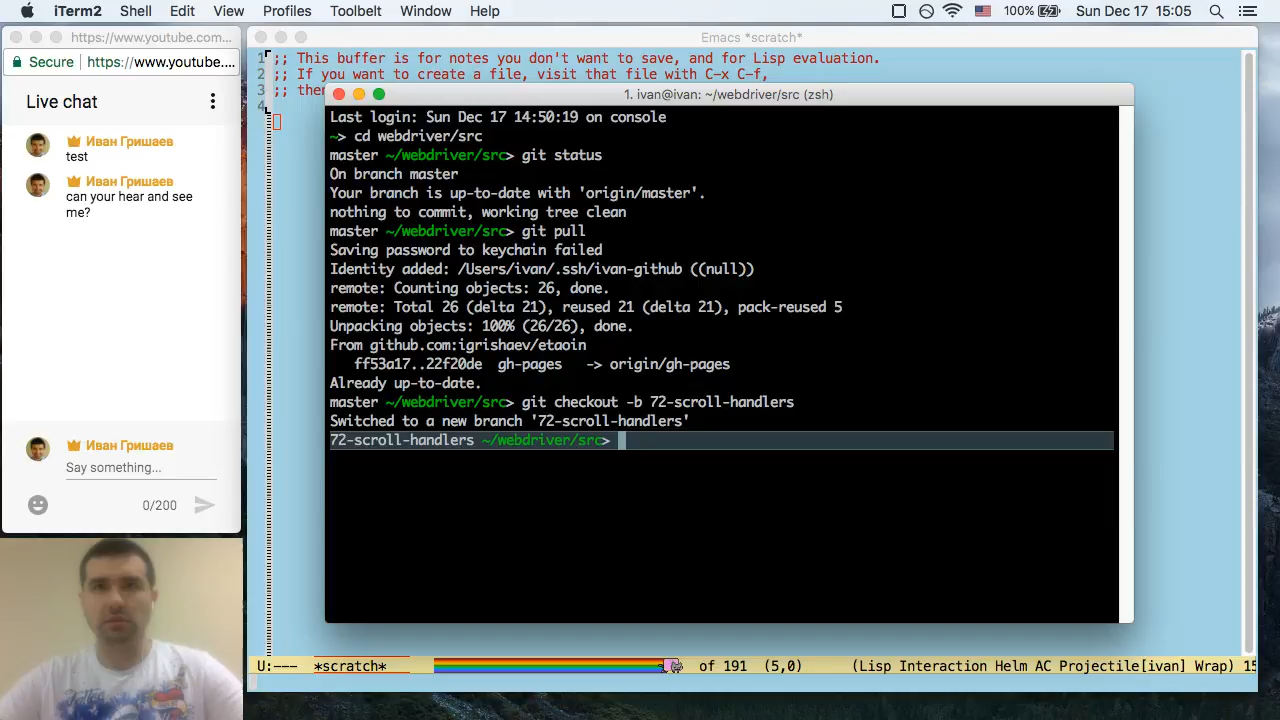 iTerm2 Shell Edit View Profiles Toolbelt Window Help 100% Sun Dec 17 15:05
https://www.youtube.com...
Secure https://www.youtube....
Live chat
Иван Гришаев
test
Иван Гришаев
can your hear and see
me?
Иван Гришаев
Say something...
0/200
Emacs *scratch*
1 ;; This buffer is for notes you don't want to save, and for Lisp evaluation.
2 ;; If you want to create a file, visit that file with C-x C-f,
3 ;; then
4
1. ivan@ivan: ~/webdriver/src (zsh)
Last login: Sun Dec 17 14:50:19 on console
~> cd webdriver/src
master ~/webdriver/src> git status
On branch master
Your branch is up-to-date with 'origin/master'.
nothing to commit, working tree clean
master ~/webdriver/src> git pull
Saving password to keychain failed
Identity added: /Users/ivan/.ssh/ivan-github ((null))
remote: Counting objects: 26, done.
remote: Total 26 (delta 21), reused 21 (delta 21), pack-reused 5
Unpacking objects: 100% (26/26), done.
From github.com:igrishaev/etaoin
ff53a17..22f20de gh-pages -> origin/gh-pages
Already up-to-date.
master ~/webdriver/src> git checkout -b 72-scroll-handlers
Switched to a new branch '72-scroll-handlers'
72-scroll-handlers ~/webdriver/src>
U:--- *scratch* of 191 (5,0) (Lisp Interaction Helm AC Projectile[ivan] Wrap) 15